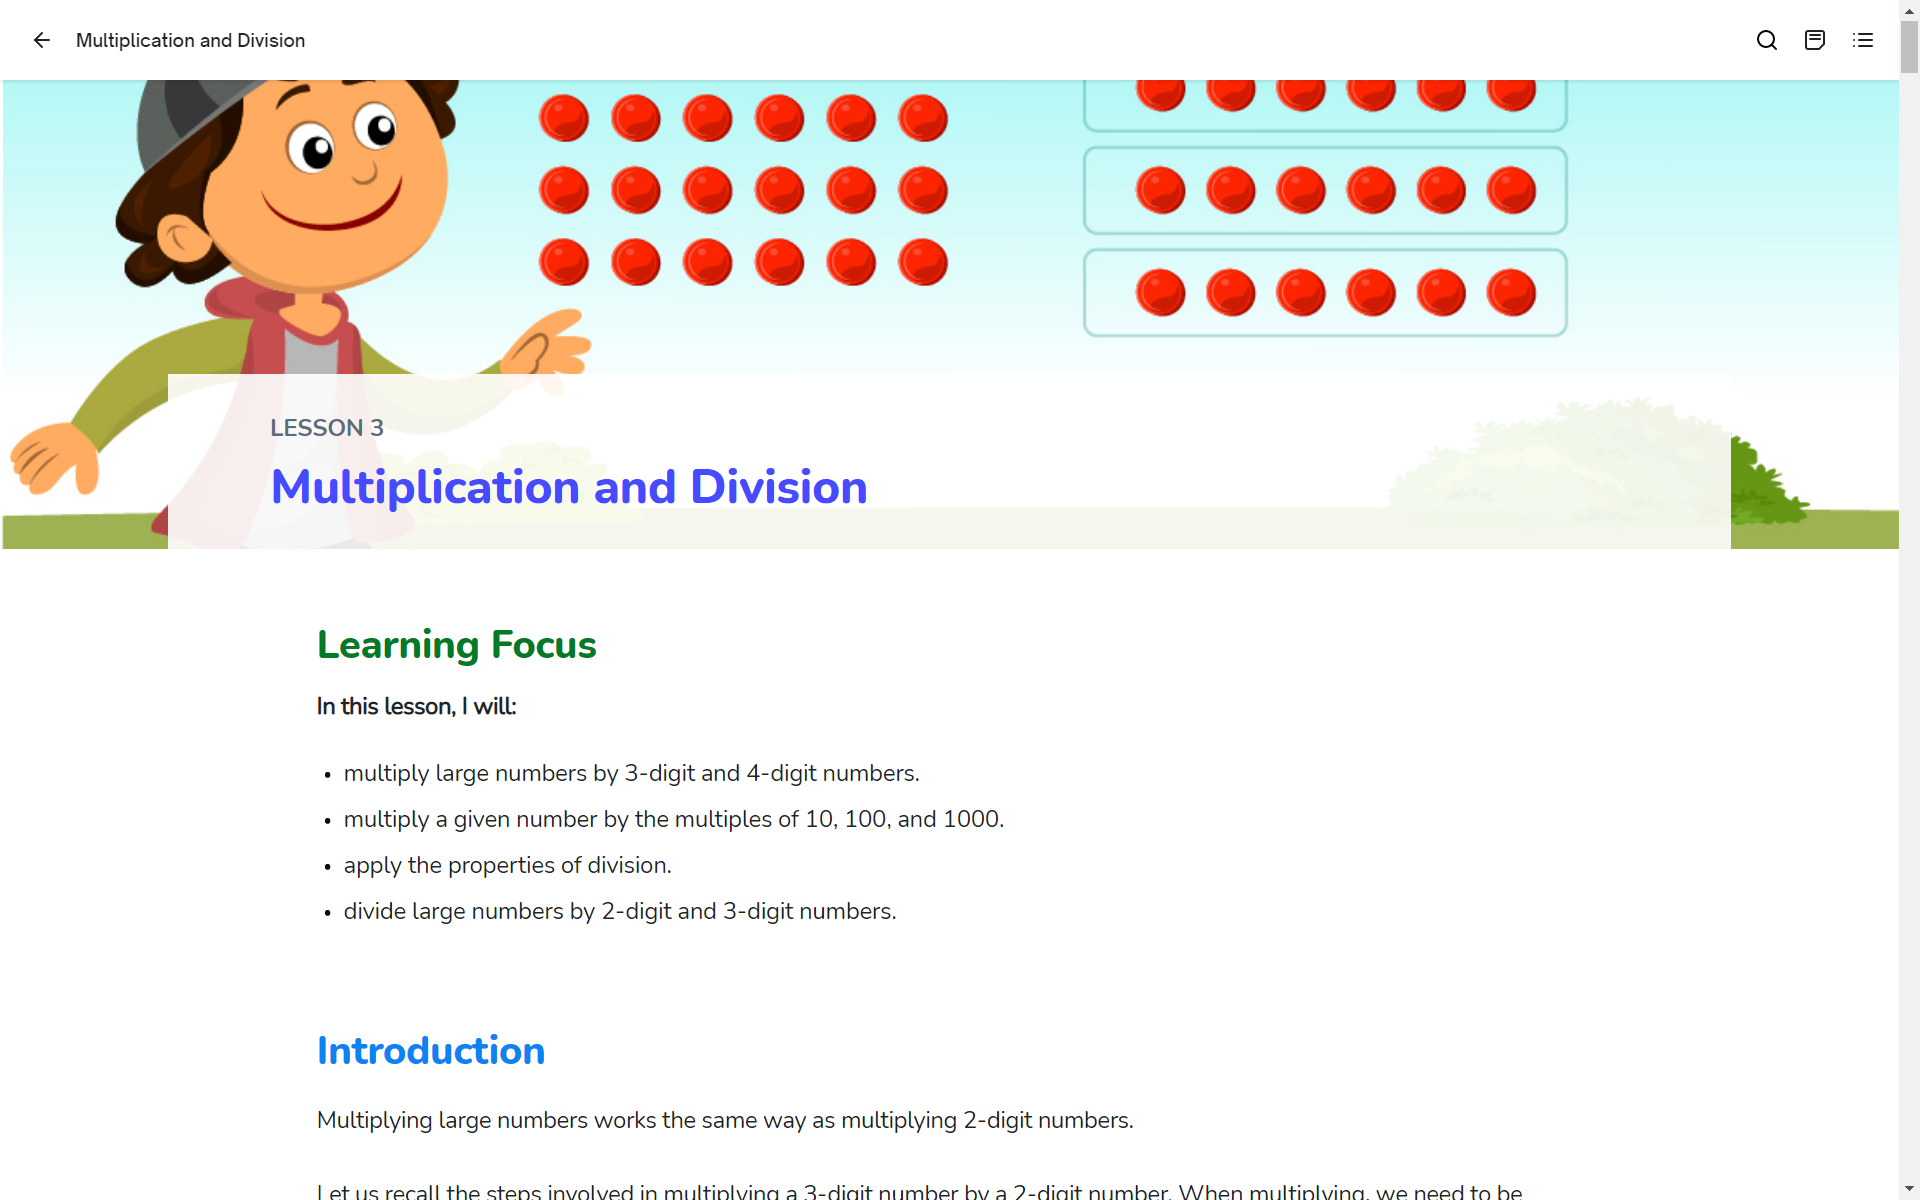 Multiplication and Division
LESSON 3
Multiplication and Division
Learning Focus
In this lesson, I will:
• multiply large numbers by 3-digit and 4-digit numbers.
• multiply a given number by the multiples of 10, 100, and 1000.
• apply the properties of division.
• divide large numbers by 2-digit and 3-digit numbers.
Introduction
Multiplying large numbers works the same way as multiplying 2-digit numbers.
Let us recall the steps involved in multiplying a 3-digit number by a 2-digit number. When multiplying, we need to be